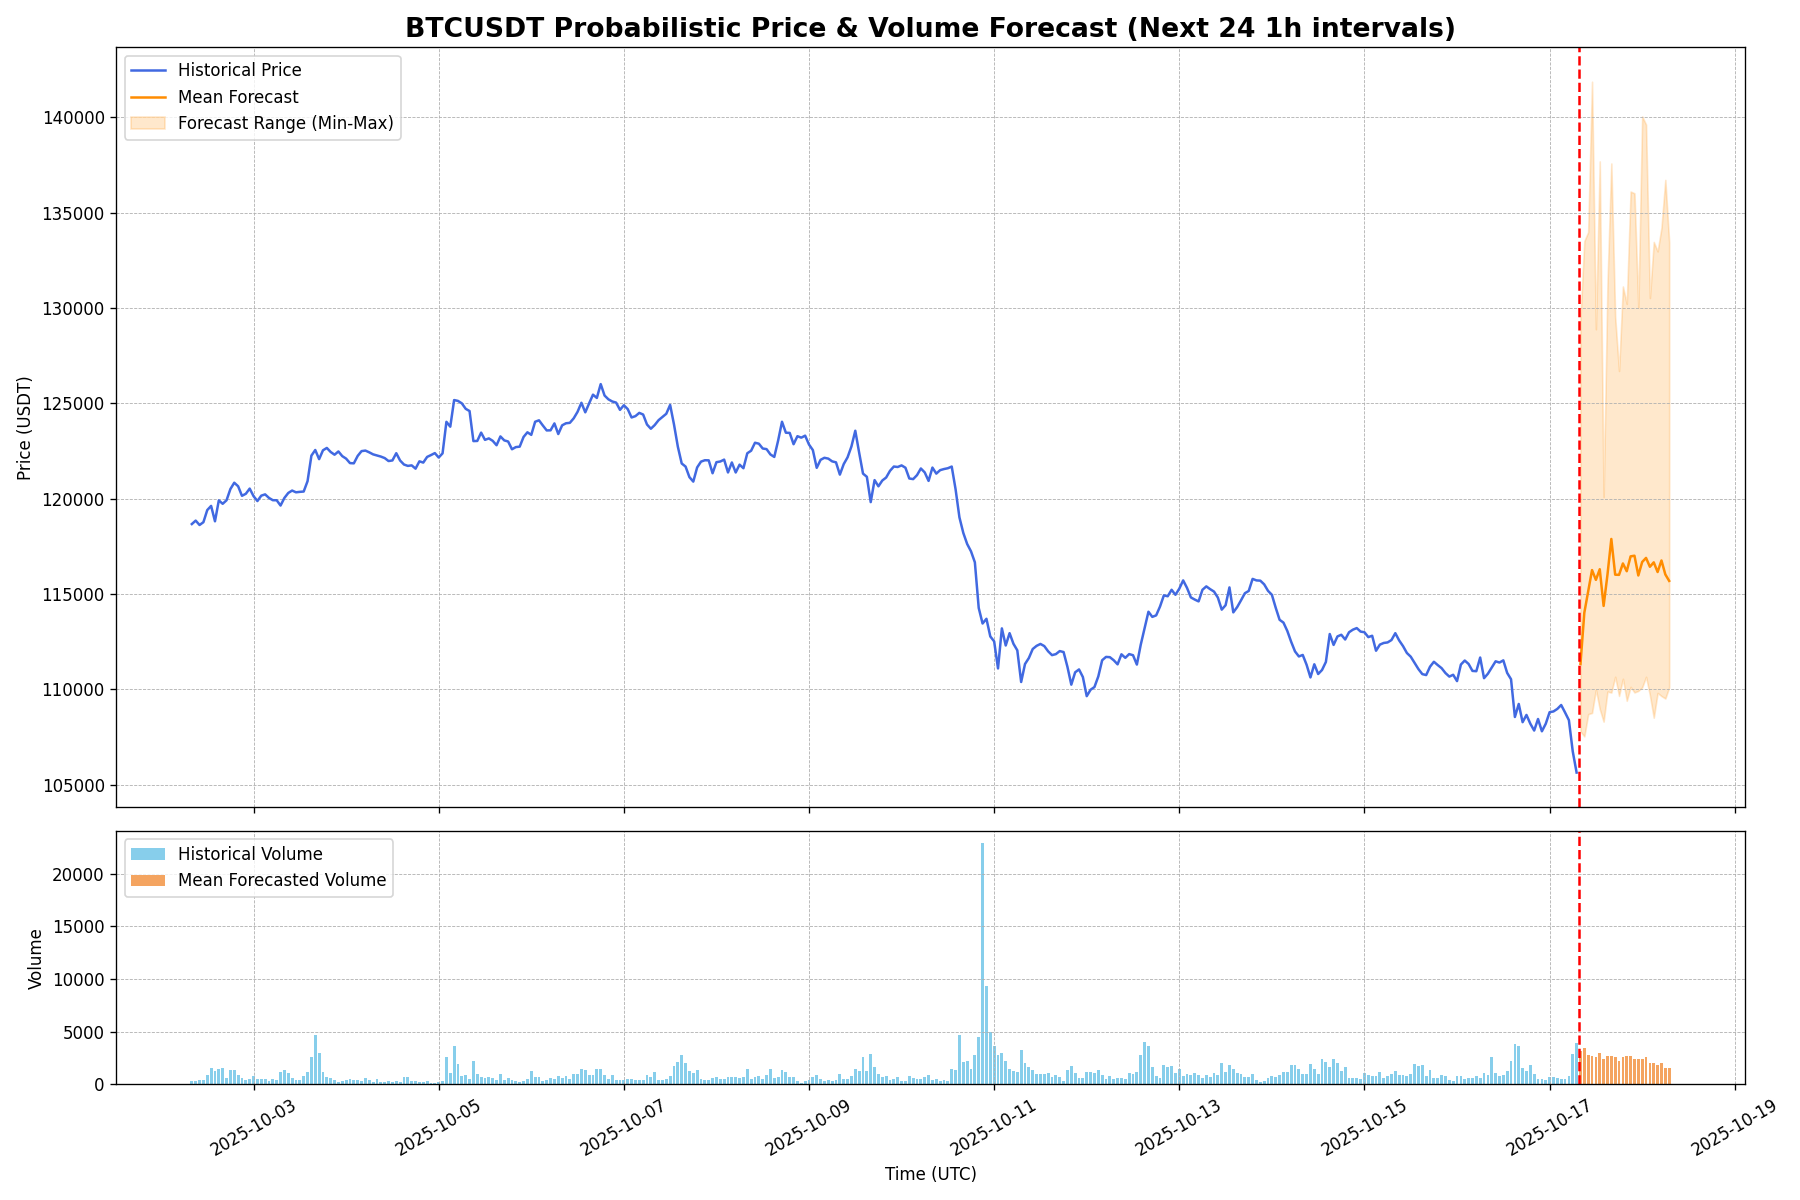 BTCUSDT Probabilistic Price & Volume Forecast (Next 24 1h intervals)
Historical Price
Mean Forecast
Forecast Range (Min-Max)
140000
135000
130000
125000
120000
115000
110000
105000
Price (USDT)
Historical Volume
Mean Forecasted Volume
20000
15000
10000
5000
0
Volume
2025-10-03
2025-10-05
2025-10-07
2025-10-09
2025-10-11
2025-10-13
2025-10-15
2025-10-17
2025-10-19
Time (UTC)